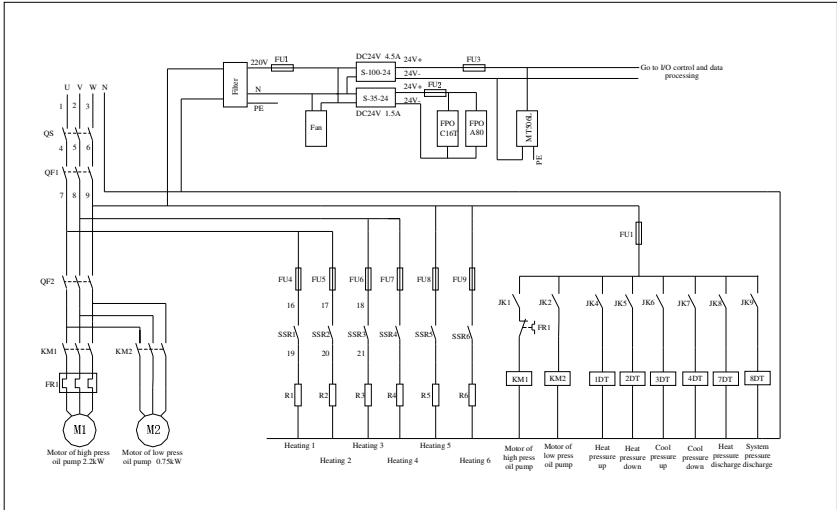 DC24V 4.5A
220V
FU1
S-100-24
24V+
24V-
FU3
Go to I/O cortrol and data
processing
Filter
N
PE
S-35-24
24V+
24V-
FU2
DC24V 1.5A
Fan
FPO
C16T
FPO
A80
MT506L
PE
U V W N
1 2 3
QS
4 5 6
QF1
7 8 9
FU1
QF2
FU4
FU5
FU6
FU7
FU8
FU9
16
17
18
JK1
JK2
JK4
JK5
JK6
JK7
JK8
JK9
FR1
SSR1
SSR2
SSR3
SSR4
SSR5
SSR6
19
20
21
KM1
KM2
FR1
R1
R2
R3
R4
R5
R6
KM1
KM2
1DT
2DT
3DT
4DT
7DT
8DT
M1
M2
Motor of high press
oil pump 2.2kW
Motor of low press
oil pump 0.75kW
Heating 1
Heating 2
Heating 3
Heating 4
Heating 5
Heating 6
Motor of
high press
oil pump
Motor of
low press
oil pump
Heat
pressure
up
Heat
pressure
down
Cool
pressure
up
Cool
pressure
down
Heat
pressure
discharge
System
pressure
discharge